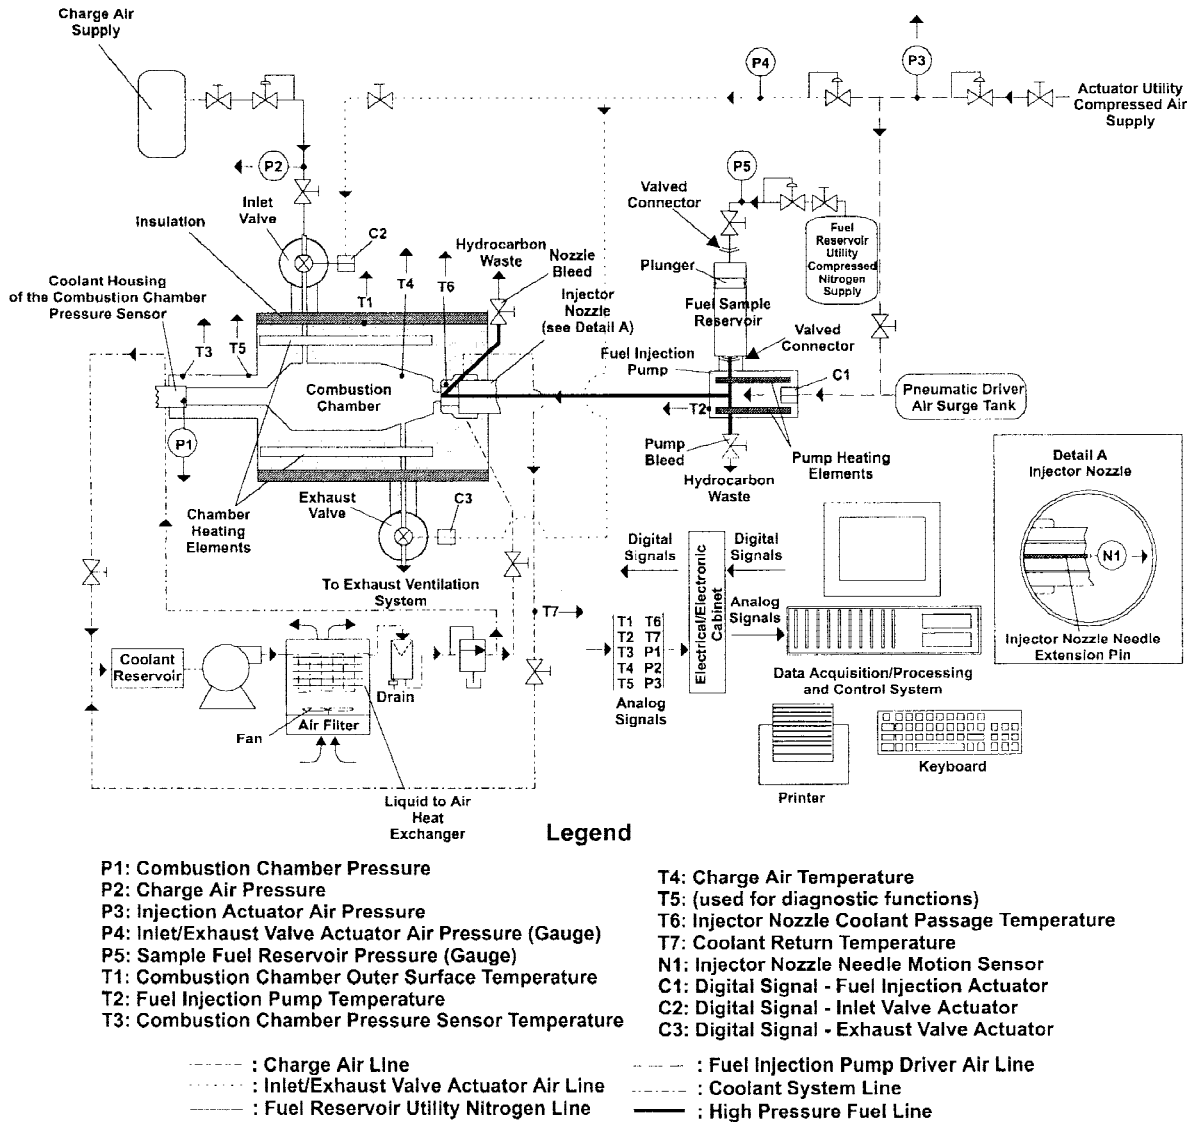 Charge Air
Supply
P4
P3
Actuator Utility
Compressed Air
Supply
P2
P5
Valved
Connector
Inlet
Valve
Insulation
C2
Hydrocarbon
Waste
Nozzle
Bleed
Fuel
Reservoir
Utility
Compressed
Nitrogen
Supply
Plunger
Coolant Housing
of the Combustion Chamber
Pressure Sensor
T1
T4
T6
Injector
Nozzle
(see Detail A)
Fuel Sample
Reservoir
Valved
Connector
T3
T5
Fuel Injection
Pump
C1
Combustion
Chamber
Pneumatic Driver
Air Surge Tank
T2
P1
Pump
Bleed
Pump Heating
Elements
Hydrocarbon
Waste
Detail A
Injector Nozzle
N1
Injector Nozzle Needle
Extension Pin
Chamber
Heating
Elements
Exhaust
Valve
C3
To Exhaust Ventilation
System
Digital
Signals
Electrical/Electronic
Cabinet
Digital
Signals
Analog
Signals
T7
T1 T6
T2 T7
T3 P1
T4 P2
T5 P3
Analog
Signals
Data Acquisition/Processing
and Control System
Coolant
Reservoir
Drain
Fan
Air Filter
Liquid to Air
Heat
Exchanger
Printer
Keyboard
Legend
P1: Combustion Chamber Pressure
P2: Charge Air Pressure
P3: Injection Actuator Air Pressure
P4: Inlet/Exhaust Valve Actuator Air Pressure (Gauge)
P5: Sample Fuel Reservoir Pressure (Gauge)
T1: Combustion Chamber Outer Surface Temperature
T2: Fuel Injection Pump Temperature
T3: Combustion Chamber Pressure Sensor Temperature
T4: Charge Air Temperature
T5: (used for diagnostic functions)
T6: Injector Nozzle Coolant Passage Temperature
T7: Coolant Return Temperature
N1: Injector Nozzle Needle Motion Sensor
C1: Digital Signal - Fuel Injection Actuator
C2: Digital Signal - Inlet Valve Actuator
C3: Digital Signal - Exhaust Valve Actuator
: Charge Air Line
: Inlet/Exhaust Valve Actuator Air Line
: Fuel Reservoir Utility Nitrogen Line
: Fuel Injection Pump Driver Air Line
: Coolant System Line
: High Pressure Fuel Line